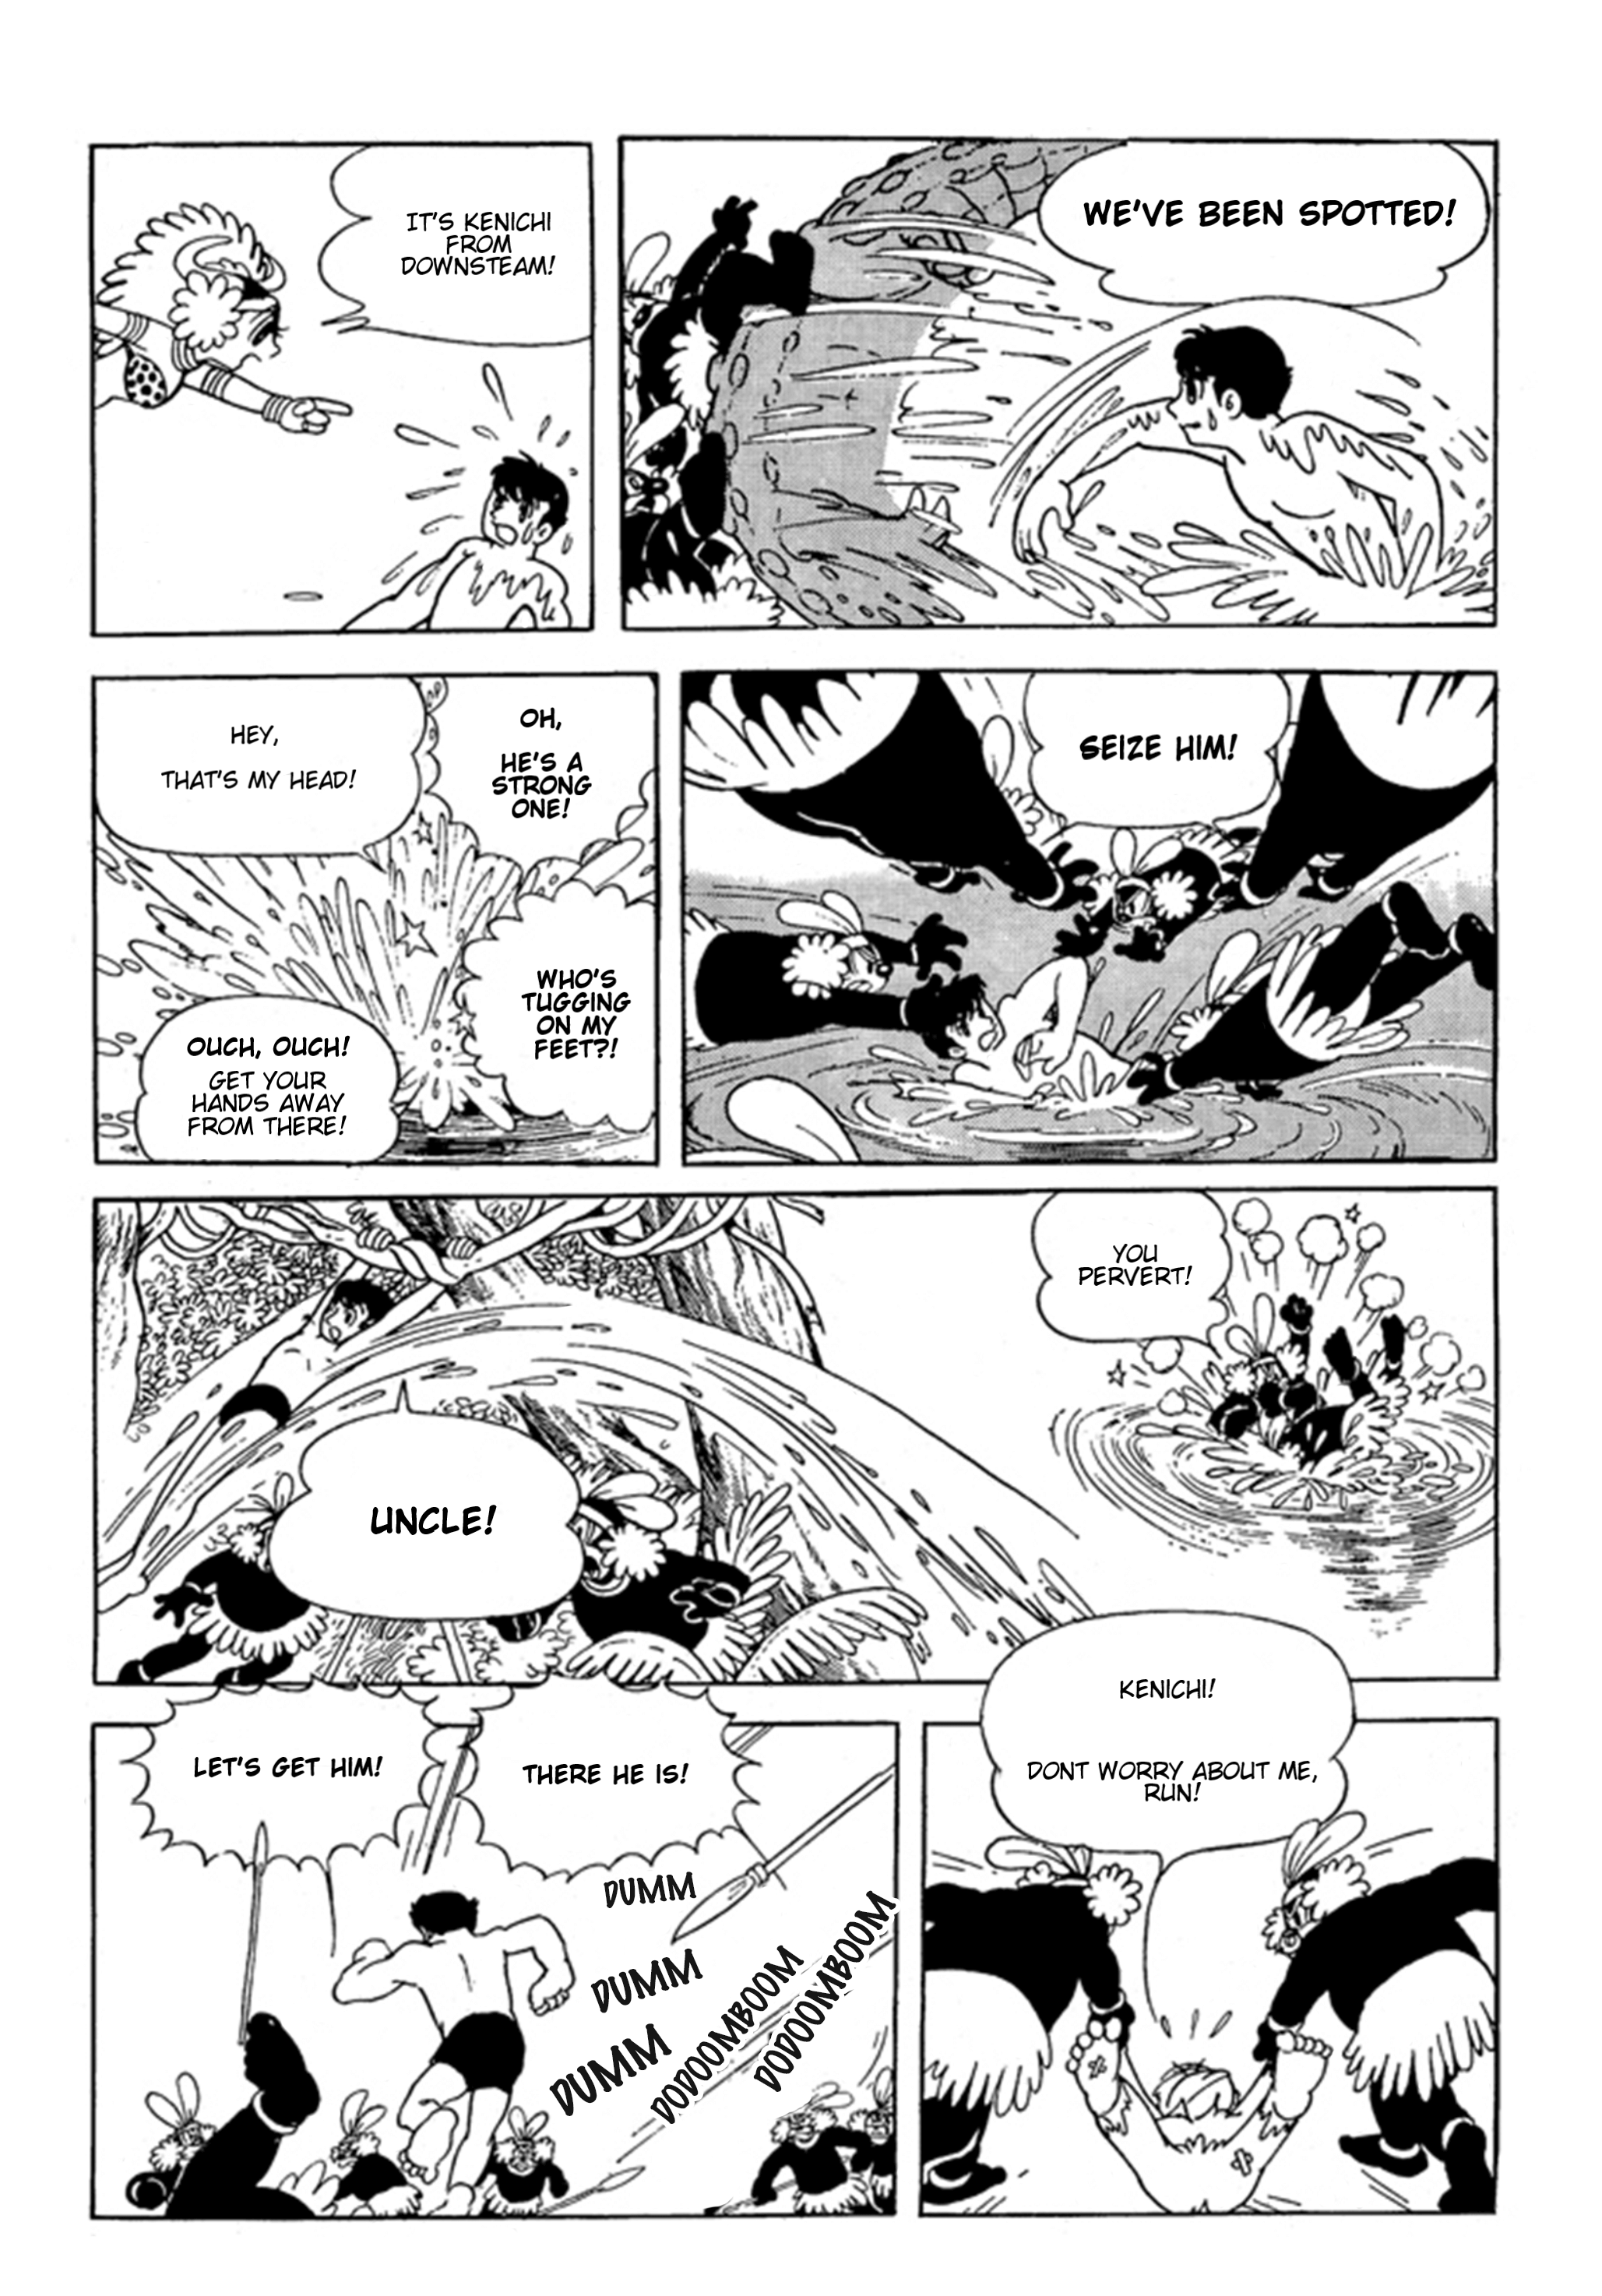 IT'S KENICHI
FROM
DOWNSTEAM!
WE'VE BEEN SPOTTED!
HEY,
THAT'S MY HEAD!
OH,
HE'S A
STRONG
ONE!
WHO'S
TUGGING
ON MY
FEET?!
OUCH, OUCH!
GET YOUR
HANDS AWAY
FROM THERE!
SEIZE HIM!
YOU
PERVERT!
UNCLE!
LET'S GET HIM!
THERE HE IS!
DUMM
DUMM
DUMM
DODOOMBOOM
DODOOMBOOM
KENICHI!
DONT WORRY ABOUT ME,
RUN!